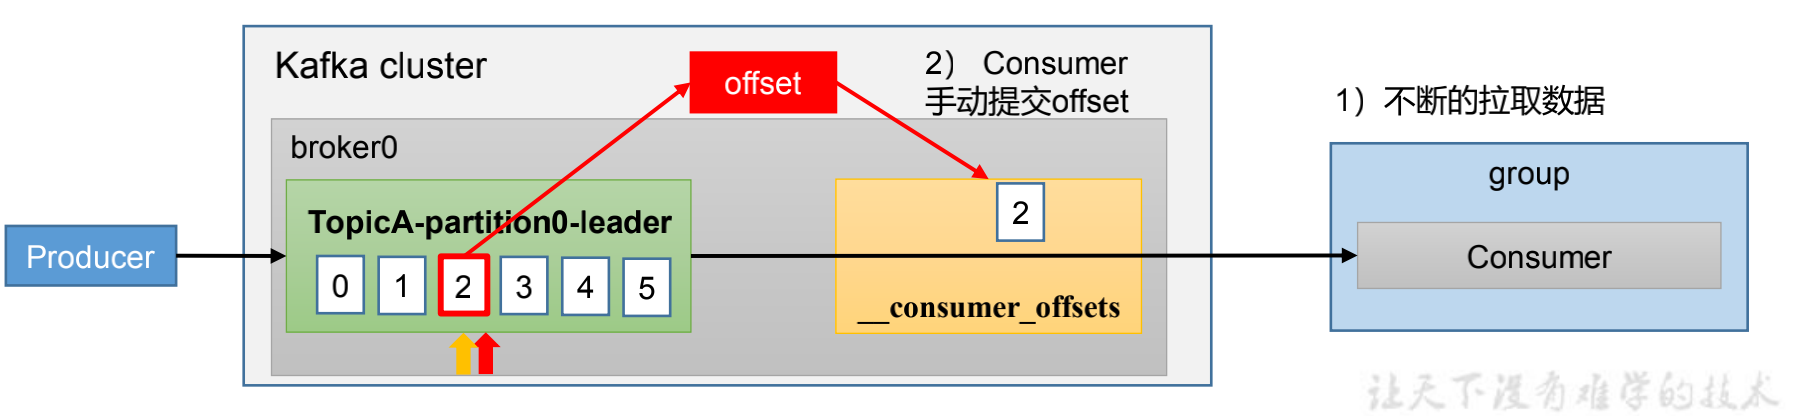 Kafka cluster
offset
2） Consumer
手动提交offset
1）不断的拉取数据
broker0
group
TopicA-partition0-leader
2
Producer
Consumer
0 1 2 3 4 5
__consumer_offsets
让天下没有难学的技术